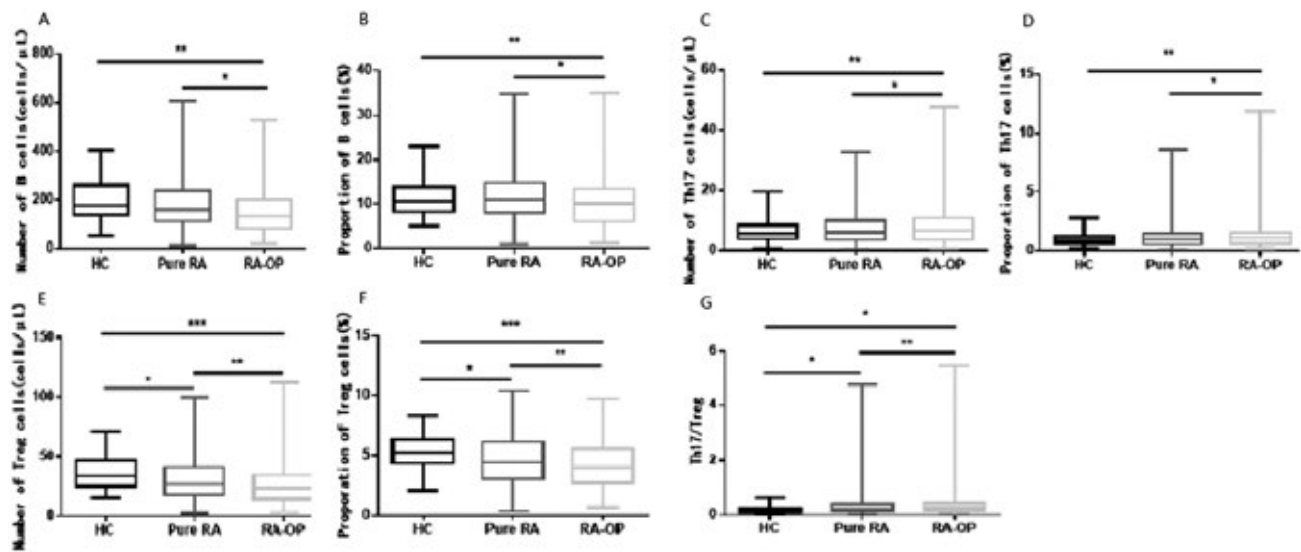 A
Number of B cells(cells/μL)
800
600
400
200
0
**
*
HC Pure RA RA-OP
B
Proportion of B cells(%)
40
30
20
10
0
**
*
HC Pure RA RA-OP
C
Number of Th17 cells(cells/μL)
60
40
20
0
**
*
HC Pure RA RA-OP
D
Proporation of Th17 cells(%)
15
10
5
0
**
*
HC Pure RA RA-OP
E
Number of Treg cells(cells/μL)
150
100
50
0
***
*
**
HC Pure RA RA-OP
F
Proporation of Treg cells(%)
15
10
5
0
***
*
**
HC Pure RA RA-OP
G
Th17/Treg
6
4
2
0
*
*
**
HC Pure RA RA-OP